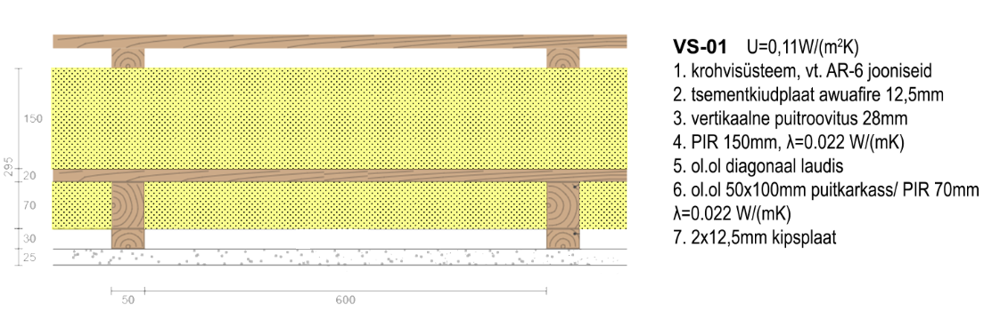 VS-01 U=0,11W/(m²K)
1. krohvisüsteem, vt. AR-6 jooniseid
2. tsementkiudplaat awuafire 12,5mm
3. vertikaalne puitroovitus 28mm
4. PIR 150mm, λ=0.022 W/(mK)
5. ol.ol diagonaal laudis
6. ol.ol 50x100mm puitkarkass/ PIR 70mm
λ=0.022 W/(mK)
7. 2x12,5mm kipsplaat
150
295
20
70
30
25
50
600